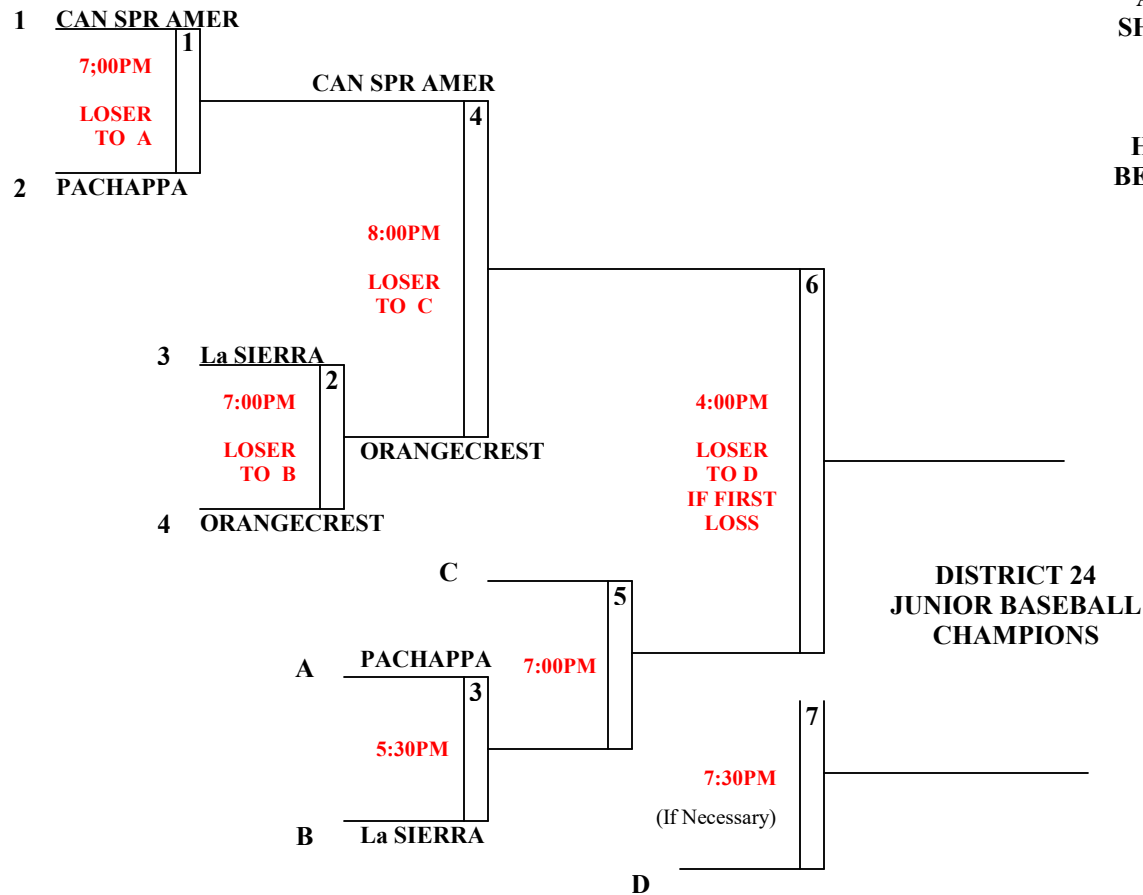 1 CAN SPR AMER
1
7;00PM
LOSER
TO A
2 PACHAPPA
CAN SPR AMER
4
8:00PM
LOSER
TO C
3 La SIERRA
2
7:00PM
LOSER
TO B
4 ORANGECREST
ORANGECREST
6
4:00PM
LOSER
TO D
IF FIRST
LOSS
C
5
7:00PM
A PACHAPPA
3
5:30PM
B La SIERRA
DISTRICT 24
JUNIOR BASEBALL
CHAMPIONS
7
7:30PM
(If Necessary)
D